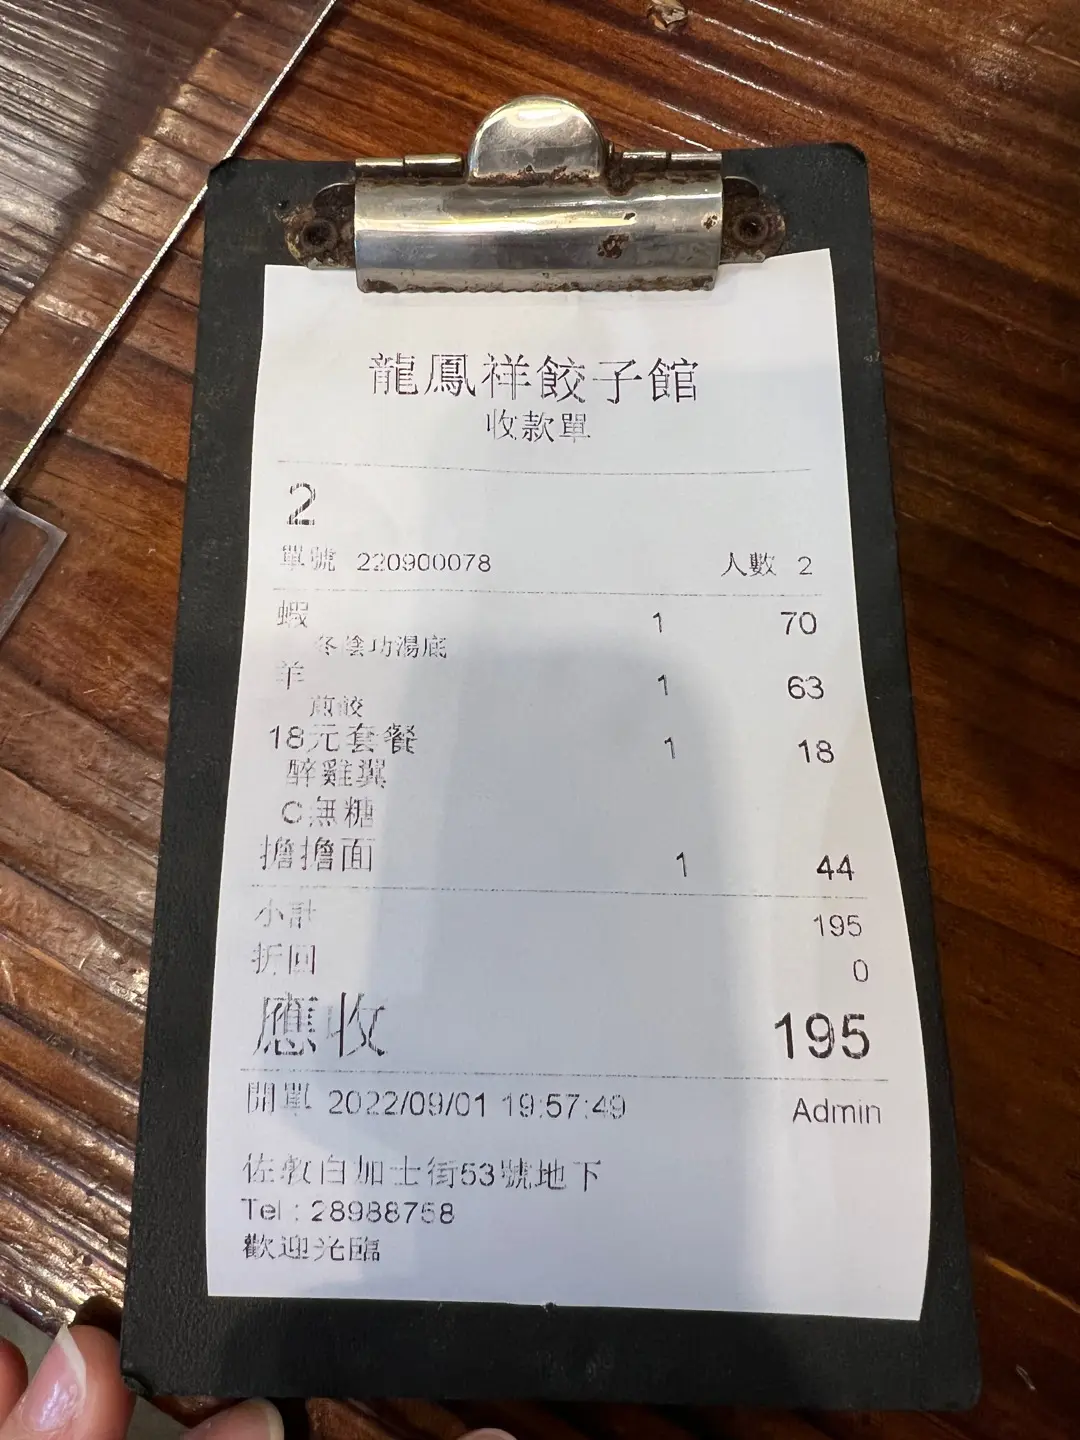 龍鳳祥餃子館
收款單
2
單號 220900078 人數 2
蝦 1 70
冬陰功湯底
羊 1 63
煎餃
18元套餐 1 18
醉雞翼
C無糖
擔擔面 1 44
小計 195
折回 0
應收 195
開單 2022/09/01 19:57:49 Admin
佐敦白加士街53號地下
Tel : 28988758
歡迎光臨